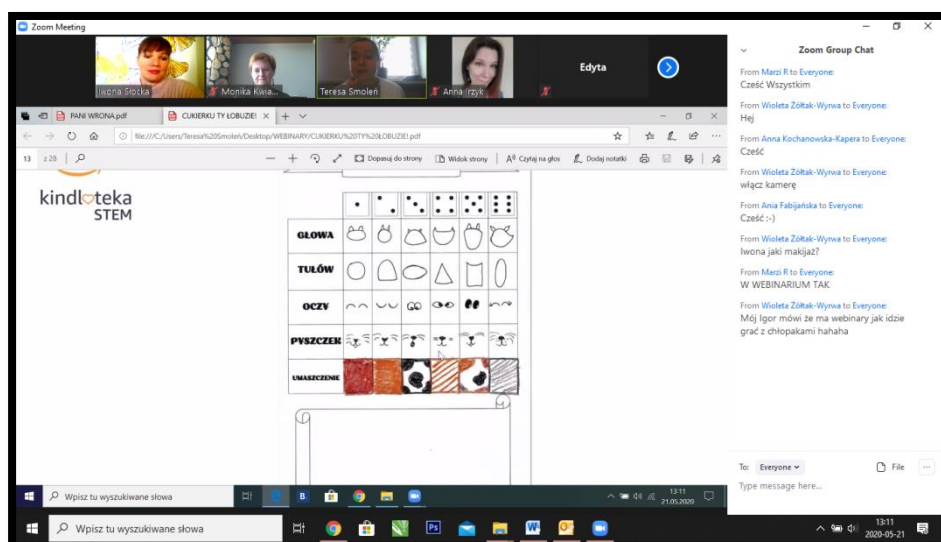 Zoom Meeting
Iwona Słocka
Monika Kwia...
Teresa Smoleń
Anna Irzyk
Edyta
PANI WRONA.pdf
CUKIERKU TY ŁOBUZIE!
file:///C:/Users/Teresa%20Smoleń/Desktop/WEBINARY/CUKIERKU%20TY%20ŁOBUZIE!.pdf
13 z 28
Dopasuj do strony
Widok strony
Czytaj na głos
Dodaj notatki
kindloteka
STEM
GŁOWA
TUŁÓW
OCZY
PYSZCZEK
UMASZCZENIE
Wpisz tu wyszukiwane słowa
13:11
21.05.2020
Zoom Group Chat
From Marzi R to Everyone:
Cześć Wszystkim
From Wioleta Żółtak-Wyrwa to Everyone:
Hej
From Anna Kochanowska-Kapera to Everyone:
Cześć
From Wioleta Żółtak-Wyrwa to Everyone:
włącz kamerę
From Ania Fabijańska to Everyone:
Cześć :-)
From Wioleta Żółtak-Wyrwa to Everyone:
Iwona jaki makijaż?
From Marzi R to Everyone:
W WEBINARIUM TAK
From Wioleta Żółtak-Wyrwa to Everyone:
Mój Igor mówi że ma webinary jak idzie
grać z chłopakami hahaha
To: Everyone
File
Type message here...
Wpisz tu wyszukiwane słowa
13:11
2020-05-21